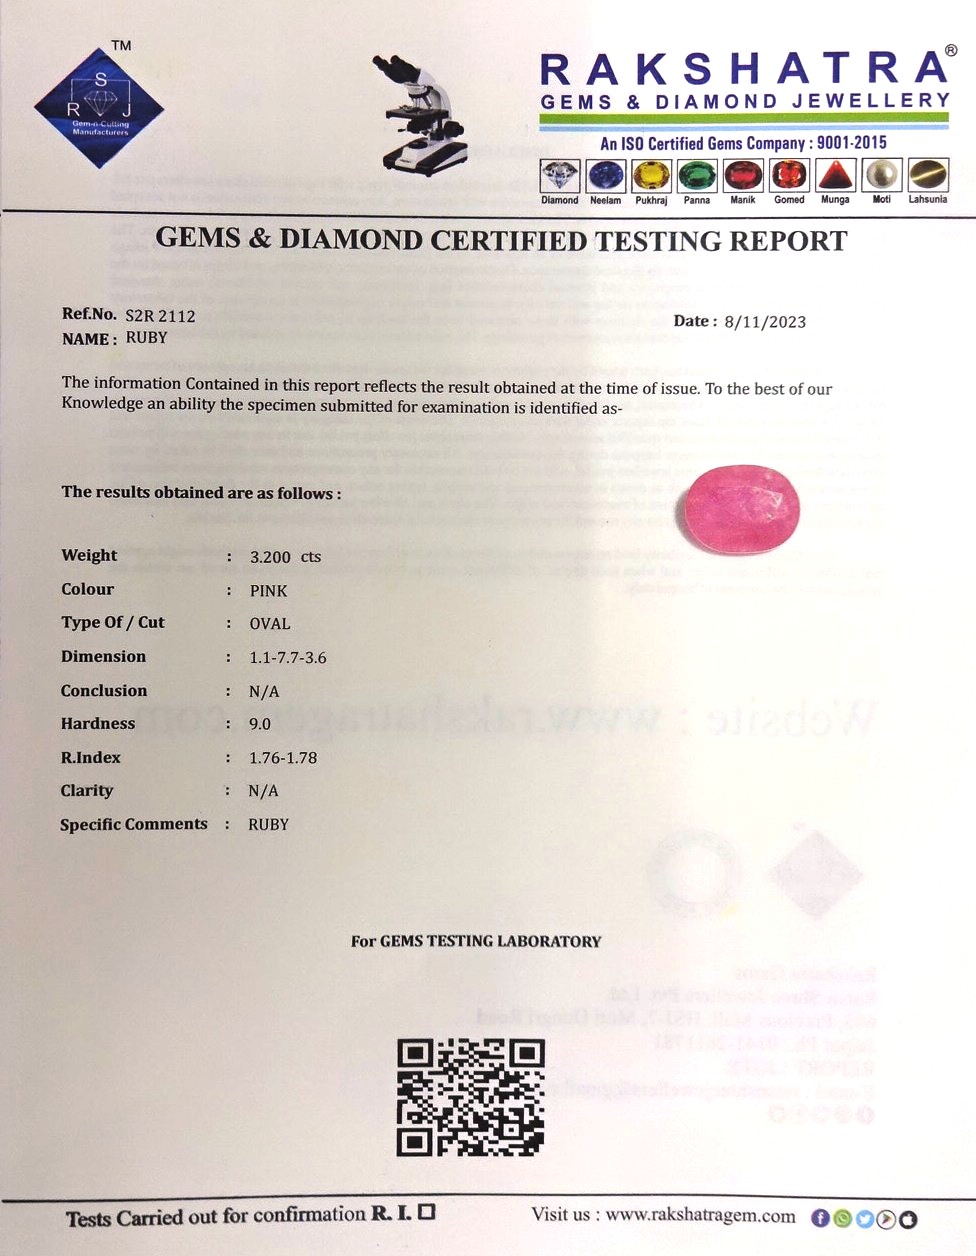 TM
S
R J
Gem-n-Cutting
Manufacturers
RAKSHATRA®
GEMS & DIAMOND JEWELLERY
An ISO Certified Gems Company : 9001-2015
Diamond Neelam Pukhraj Panna Manik Gomed Munga Moti Lahsunia
GEMS & DIAMOND CERTIFIED TESTING REPORT
Ref.No. S2R 2112
Date : 8/11/2023
NAME : RUBY
The information Contained in this report reflects the result obtained at the time of issue. To the best of our
Knowledge an ability the specimen submitted for examination is identified as-
The results obtained are as follows :
Weight : 3.200 cts
Colour : PINK
Type Of / Cut : OVAL
Dimension : 1.1-7.7-3.6
Conclusion : N/A
Hardness : 9.0
R.Index : 1.76-1.78
Clarity : N/A
Specific Comments : RUBY
For GEMS TESTING LABORATORY
Tests Carried out for confirmation R. I. ☐
Visit us : www.rakshatragem.com